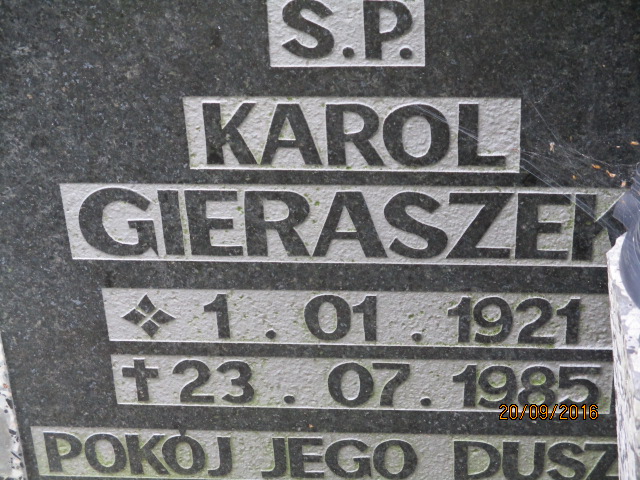 S.P.
KAROL
GIERASZEK
1.01.1921
✝23.07.1985
20/09/2016
POKÓJ JEGO DUSZ